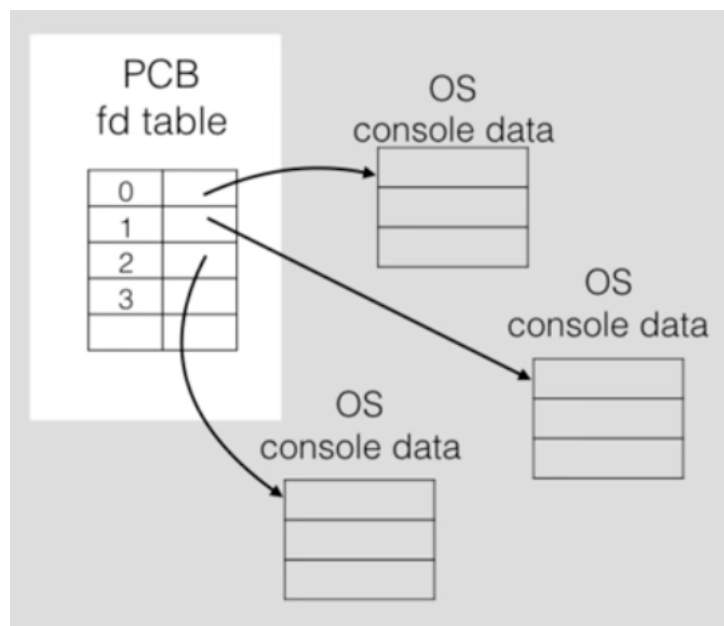 PCB
fd table
0
1
2
3
OS
console data
OS
console data
OS
console data